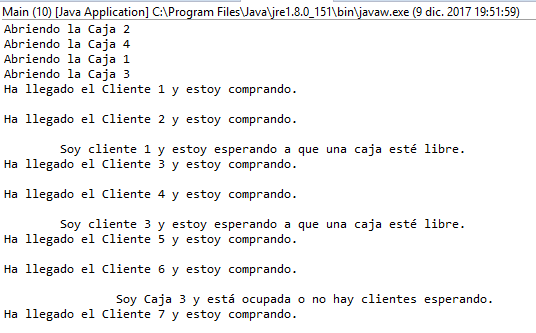 Main (10) [Java Application] C:\Program Files\Java\jre1.8.0_151\bin\javaw.exe (9 dic. 2017 19:51:59)
Abriendo la Caja 2
Abriendo la Caja 4
Abriendo la Caja 1
Abriendo la Caja 3
Ha llegado el Cliente 1 y estoy comprando.
Ha llegado el Cliente 2 y estoy comprando.
Soy cliente 1 y estoy esperando a que una caja esté libre.
Ha llegado el Cliente 3 y estoy comprando.
Ha llegado el Cliente 4 y estoy comprando.
Soy cliente 3 y estoy esperando a que una caja esté libre.
Ha llegado el Cliente 5 y estoy comprando.
Ha llegado el Cliente 6 y estoy comprando.
Soy Caja 3 y está ocupada o no hay clientes esperando.
Ha llegado el Cliente 7 y estoy comprando.